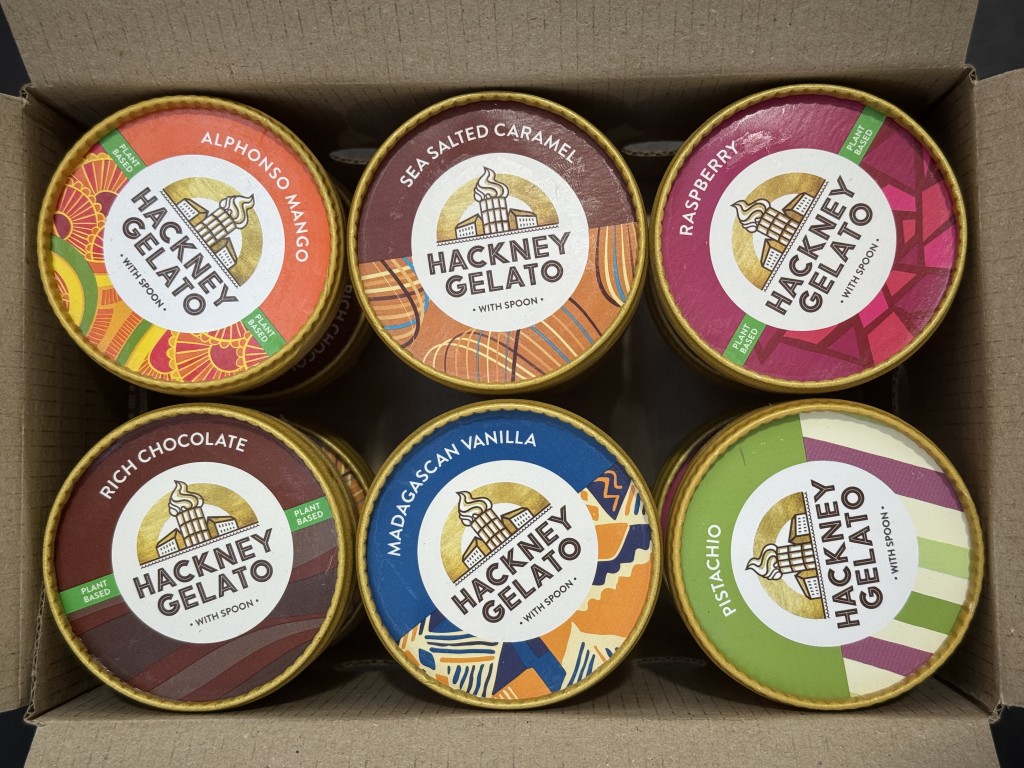 ALPHONSO MANGO
PLANT
BASED
HACKNEY
GELATO
• WITH SPOON •
PLANT
BASED
SEA SALTED CARAMEL
HACKNEY
GELATO
• WITH SPOON •
RASPBERRY
PLANT
BASED
HACKNEY
GELATO
• WITH SPOON •
PLANT
BASED
RICH CHOCOLATE
PLANT
BASED
HACKNEY
GELATO
• WITH SPOON •
PLANT
BASED
MADAGASCAN VANILLA
HACKNEY
GELATO
• WITH SPOON •
PISTACHIO
HACKNEY
GELATO
• WITH SPOON •